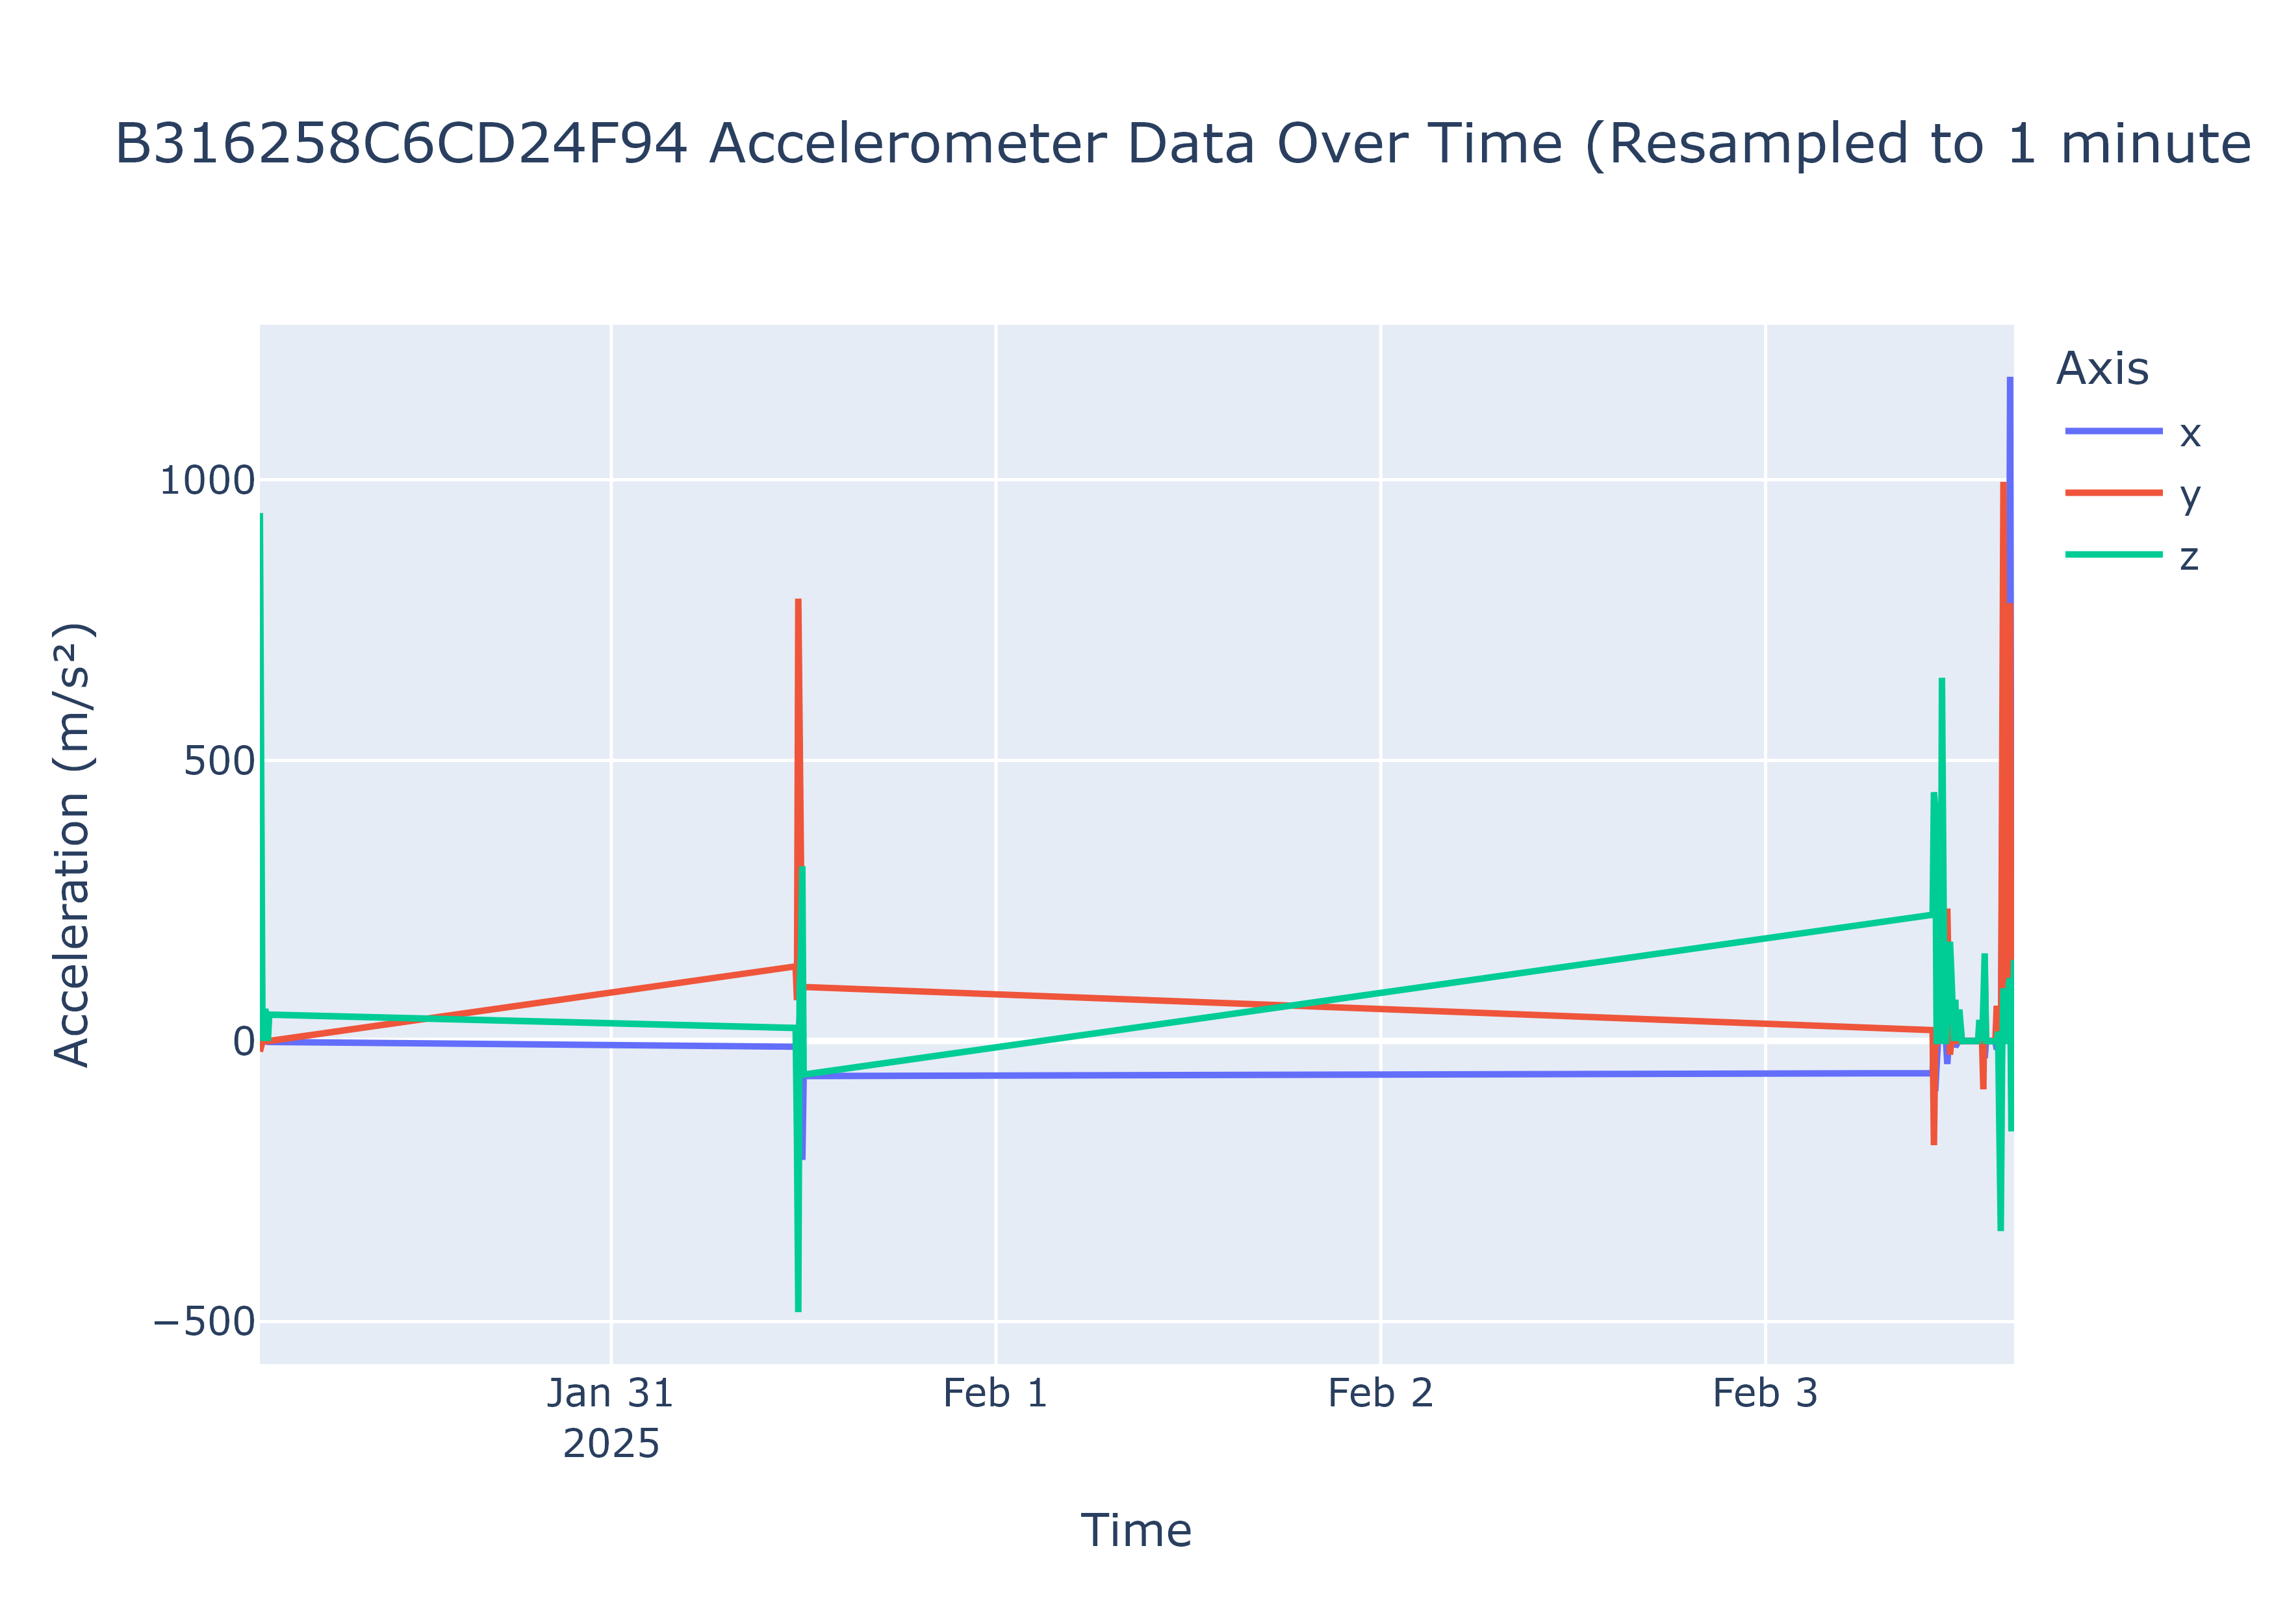 B316258C6CD24F94 Accelerometer Data Over Time (Resampled to 1 minute
Axis
x
y
z
1000
500
0
−500
Acceleration (m/s²)
Jan 31
2025
Feb 1
Feb 2
Feb 3
Time